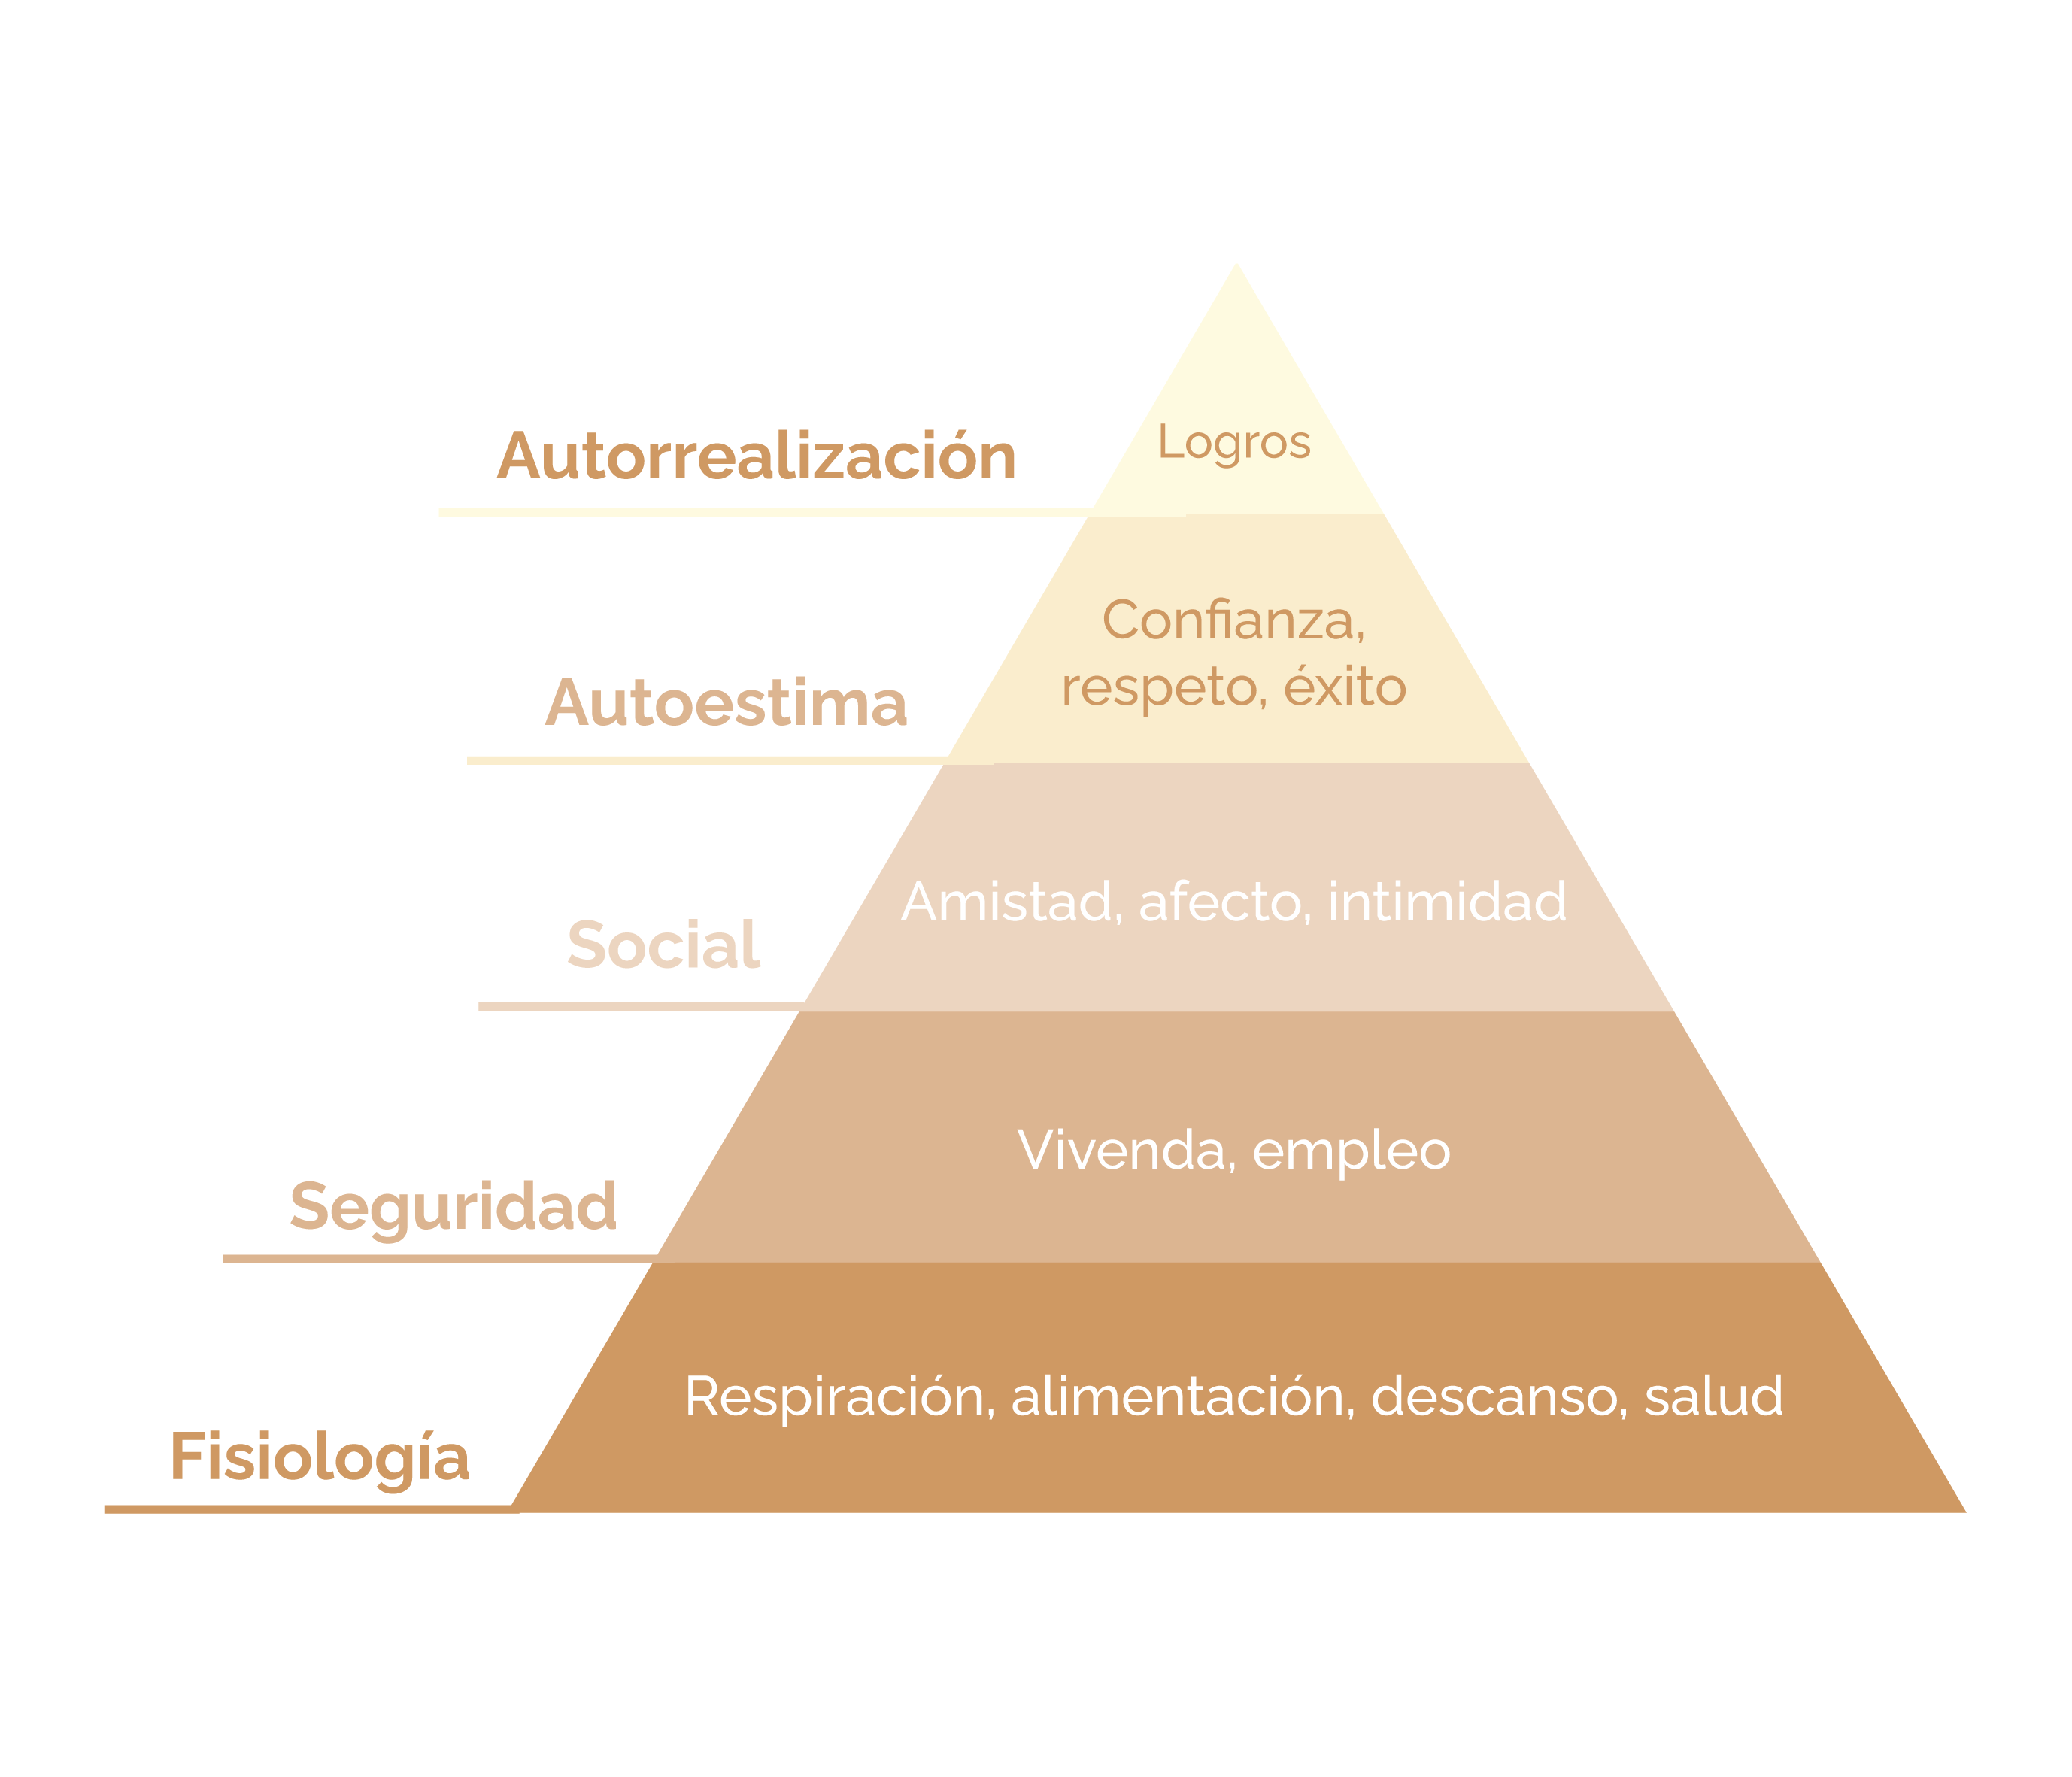 Logros
Autorrealización
Confianza,
respeto, éxito
Autoestima
Amistad, afecto, intimidad
Social
Vivenda, empleo
Seguridad
Respiración, alimentación, descanso, salud
Fisiología